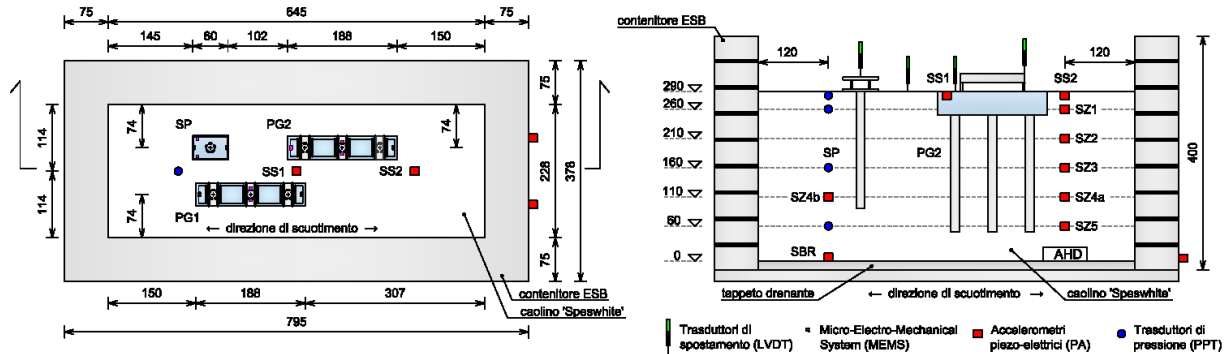 75
645
75
145
60
102
188
150
75
114
74
SP
PG2
74
SS1
SS2
228
378
114
74
PG1
direzione di scuotimento
75
150
188
307
contenitore ESB
caolino 'Speswhite'
795
contenitore ESB
120
120
SS1
SS2
290
260
SZ1
210
SZ2
SP
PG2
400
160
SZ3
110
SZ4b
SZ4a
60
SZ5
SBR
AHD
0
tappeto drenante
direzione di scuotimento
caolino 'Speswhite'
Trasduttori di
spostamento (LVDT)
Micro-Electro-Mechanical
System (MEMS)
Accelerometri
piezo-elettrici (PA)
Trasduttori di
pressione (PPT)